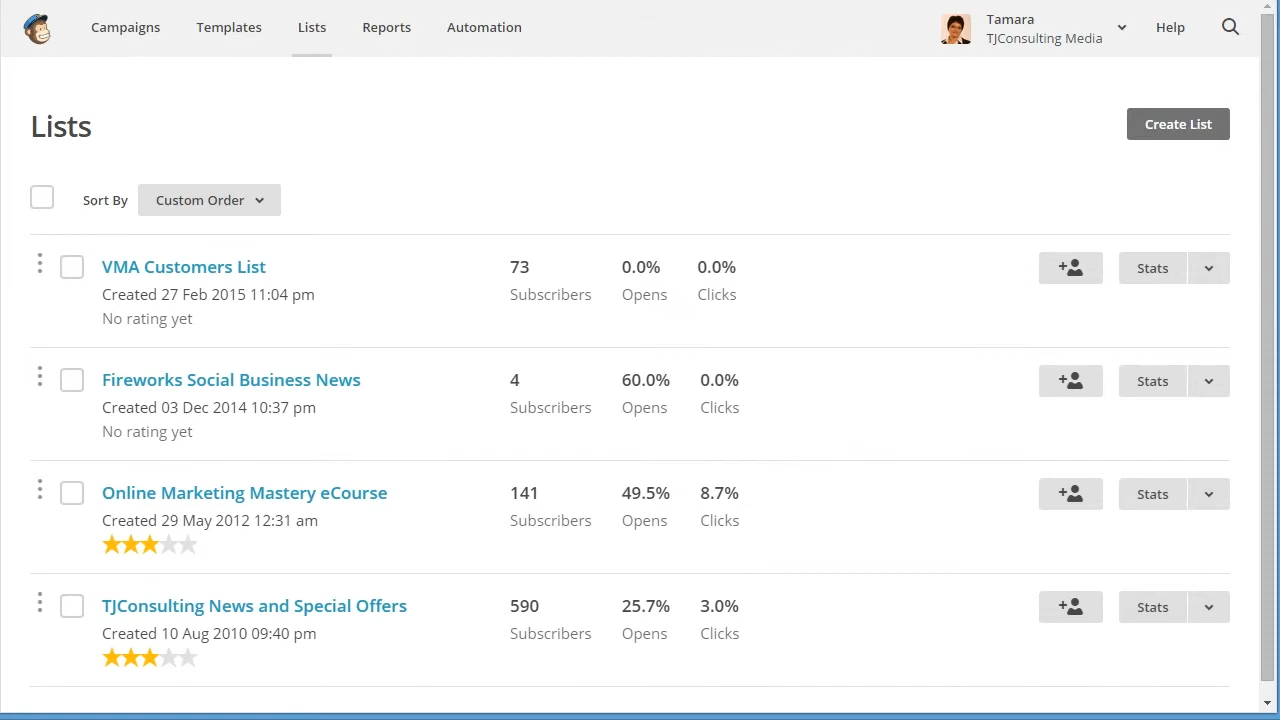 Campaigns Templates Lists Reports Automation
Tamara
TJConsulting Media
Help
Lists
Create List
Sort By Custom Order
VMA Customers List 73 0.0% 0.0% Stats
Created 27 Feb 2015 11:04 pm Subscribers Opens Clicks
No rating yet
Fireworks Social Business News 4 60.0% 0.0% Stats
Created 03 Dec 2014 10:37 pm Subscribers Opens Clicks
No rating yet
Online Marketing Mastery eCourse 141 49.5% 8.7% Stats
Created 29 May 2012 12:31 am Subscribers Opens Clicks
TJConsulting News and Special Offers 590 25.7% 3.0% Stats
Created 10 Aug 2010 09:40 pm Subscribers Opens Clicks